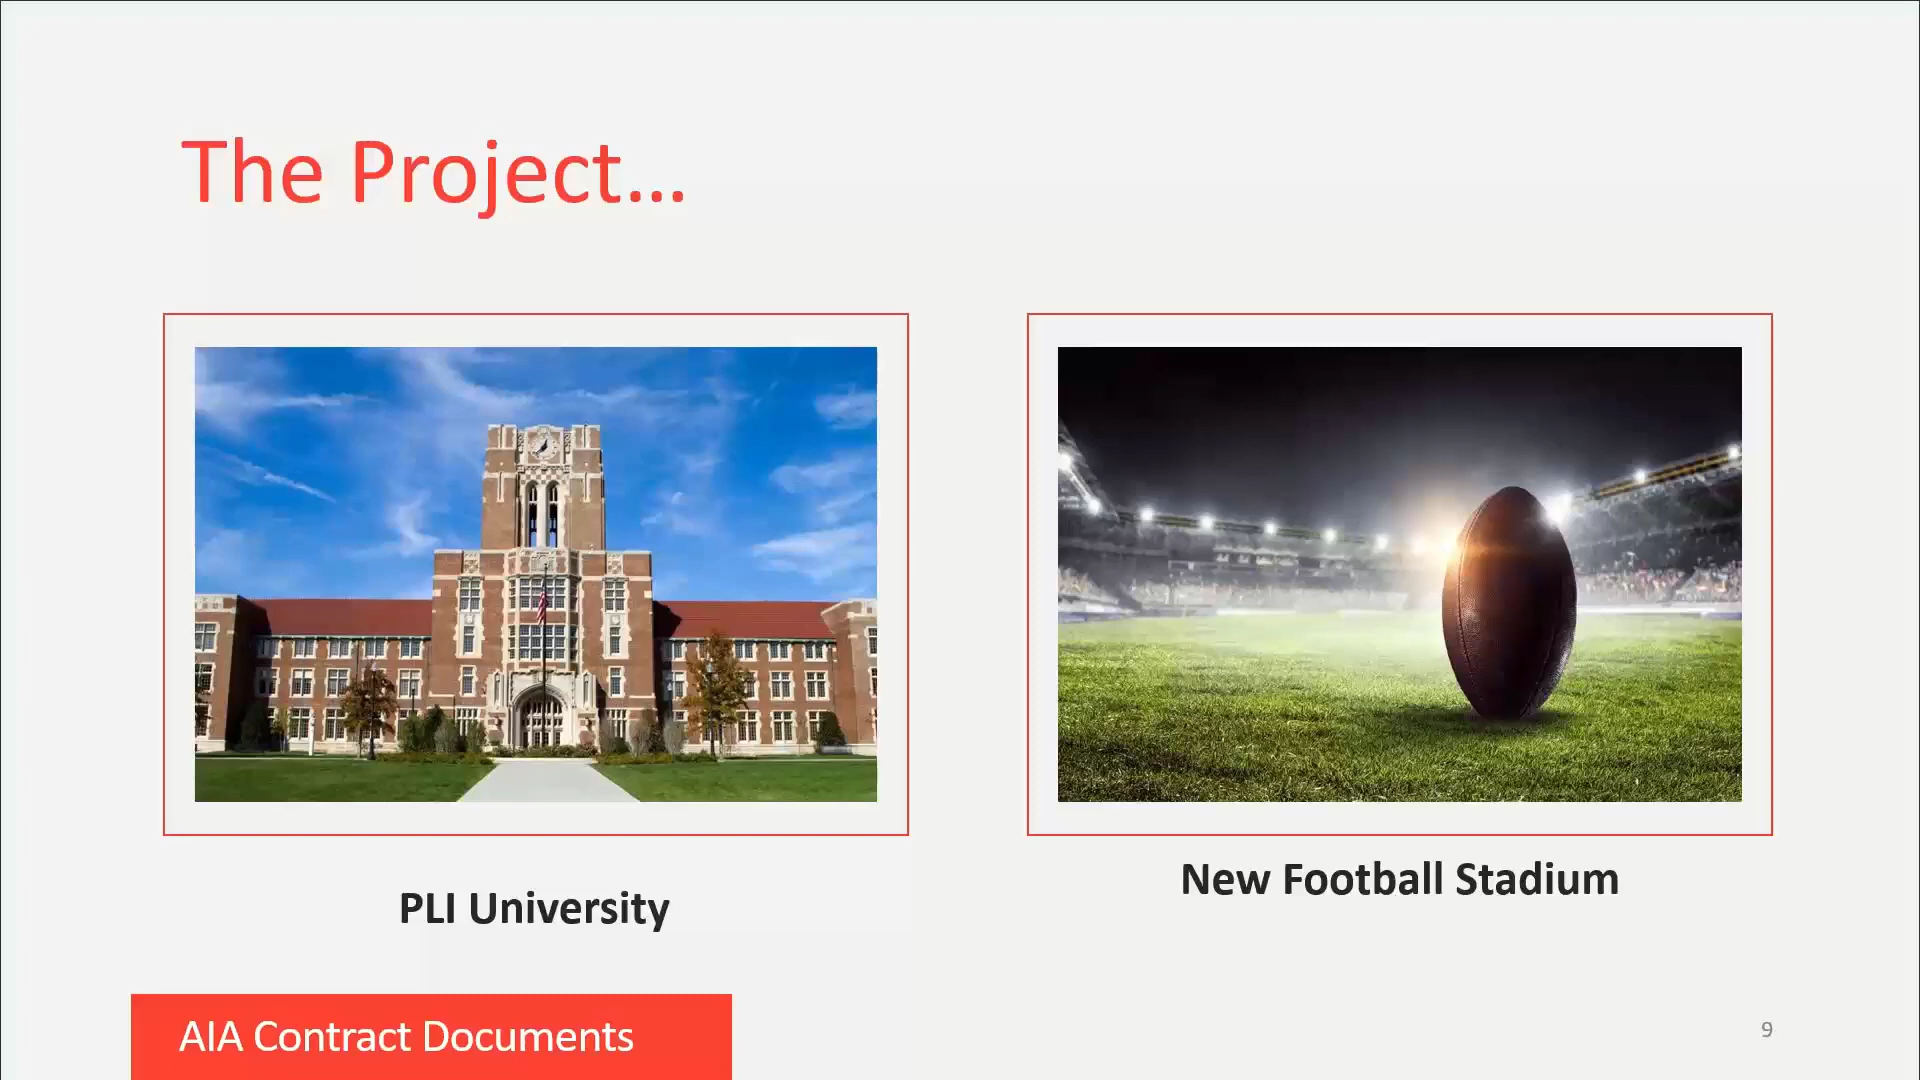 The Project...
PLI University
New Football Stadium
AIA Contract Documents
9